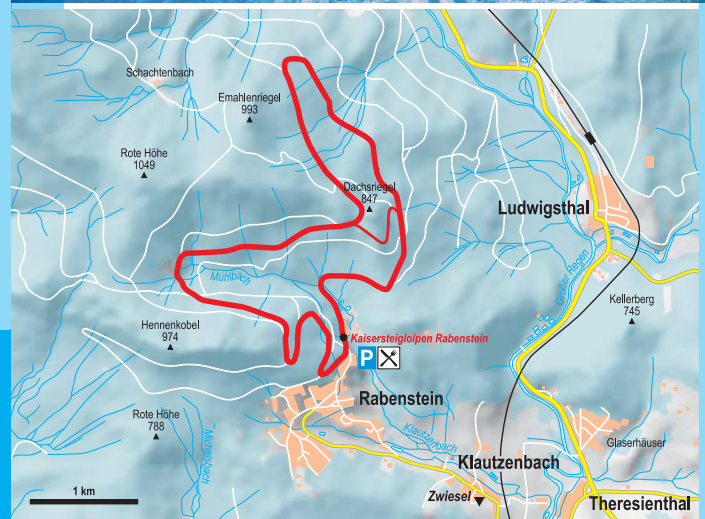 Schachtenbach
Emahlenriegel
993
Rote Höhe
1049
Dachsriegel
847
Ludwigsthal
Großer Regen
Mühlbach
Kellerberg
745
Hennenkobel
974
Kaisersteigloipen Rabenstein
P
Rabenstein
Rote Höhe
788
Michelsbach
Klautzenbach
Glaserhäuser
Klautzenbach
1 km
Zwiesel
Theresienthal